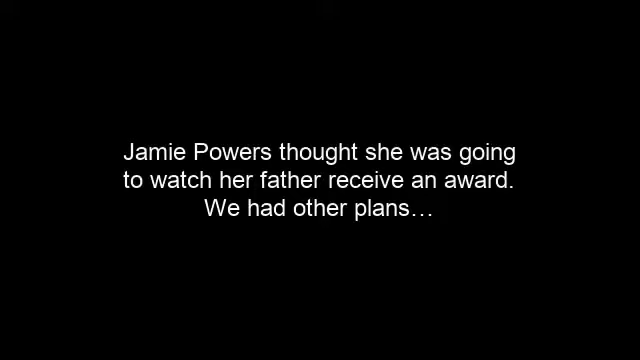 Jamie Powers thought she was going
to watch her father receive an award.
We had other plans…